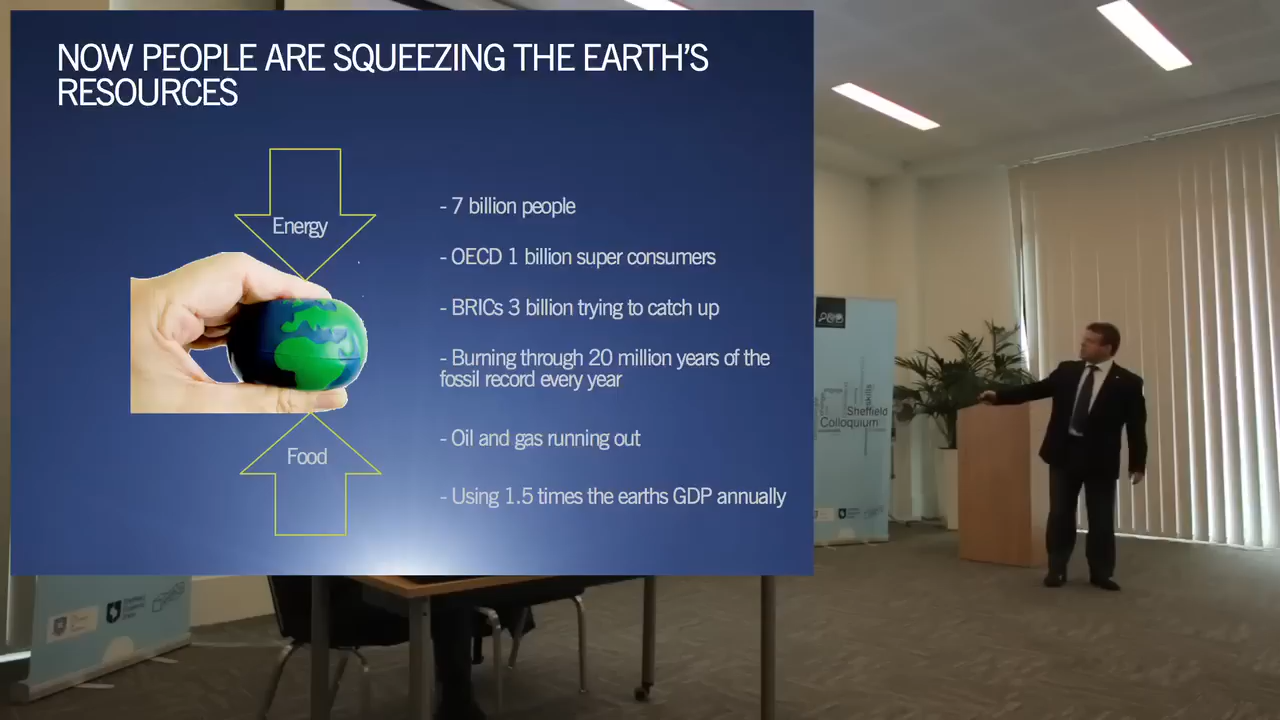 NOW PEOPLE ARE SQUEEZING THE EARTH'S
RESOURCES
Energy
Food
- 7 billion people
- OECD 1 billion super consumers
- BRICs 3 billion trying to catch up
- Burning through 20 million years of the
fossil record every year
- Oil and gas running out
- Using 1.5 times the earths GDP annually
skills
Sheffield
Colloquium